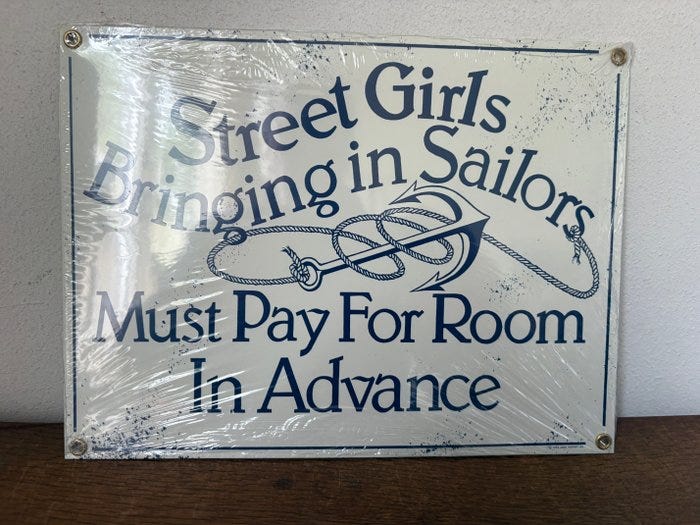 Street Girls
Bringing in Sailors
Must Pay For Room
In Advance